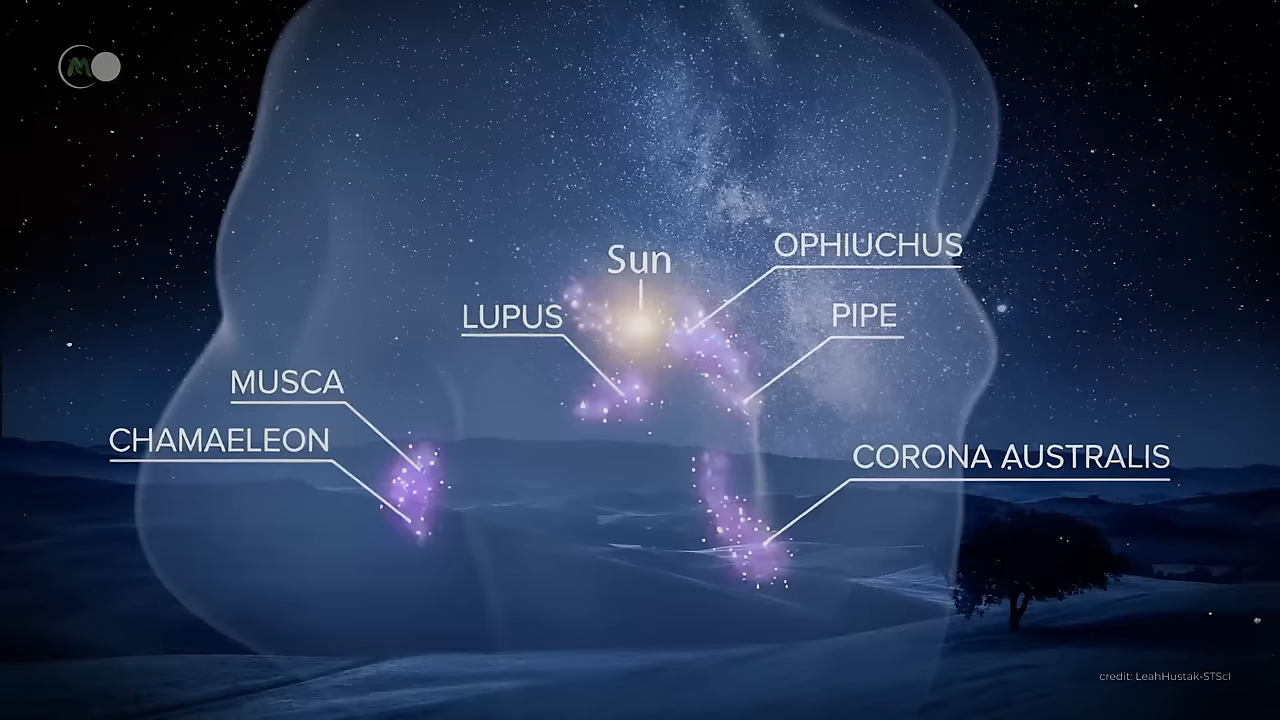 M
Sun
OPHIUCHUS
LUPUS
PIPE
MUSCA
CHAMAELEON
CORONA AUSTRALIS
credit: LeahHustak-STScI